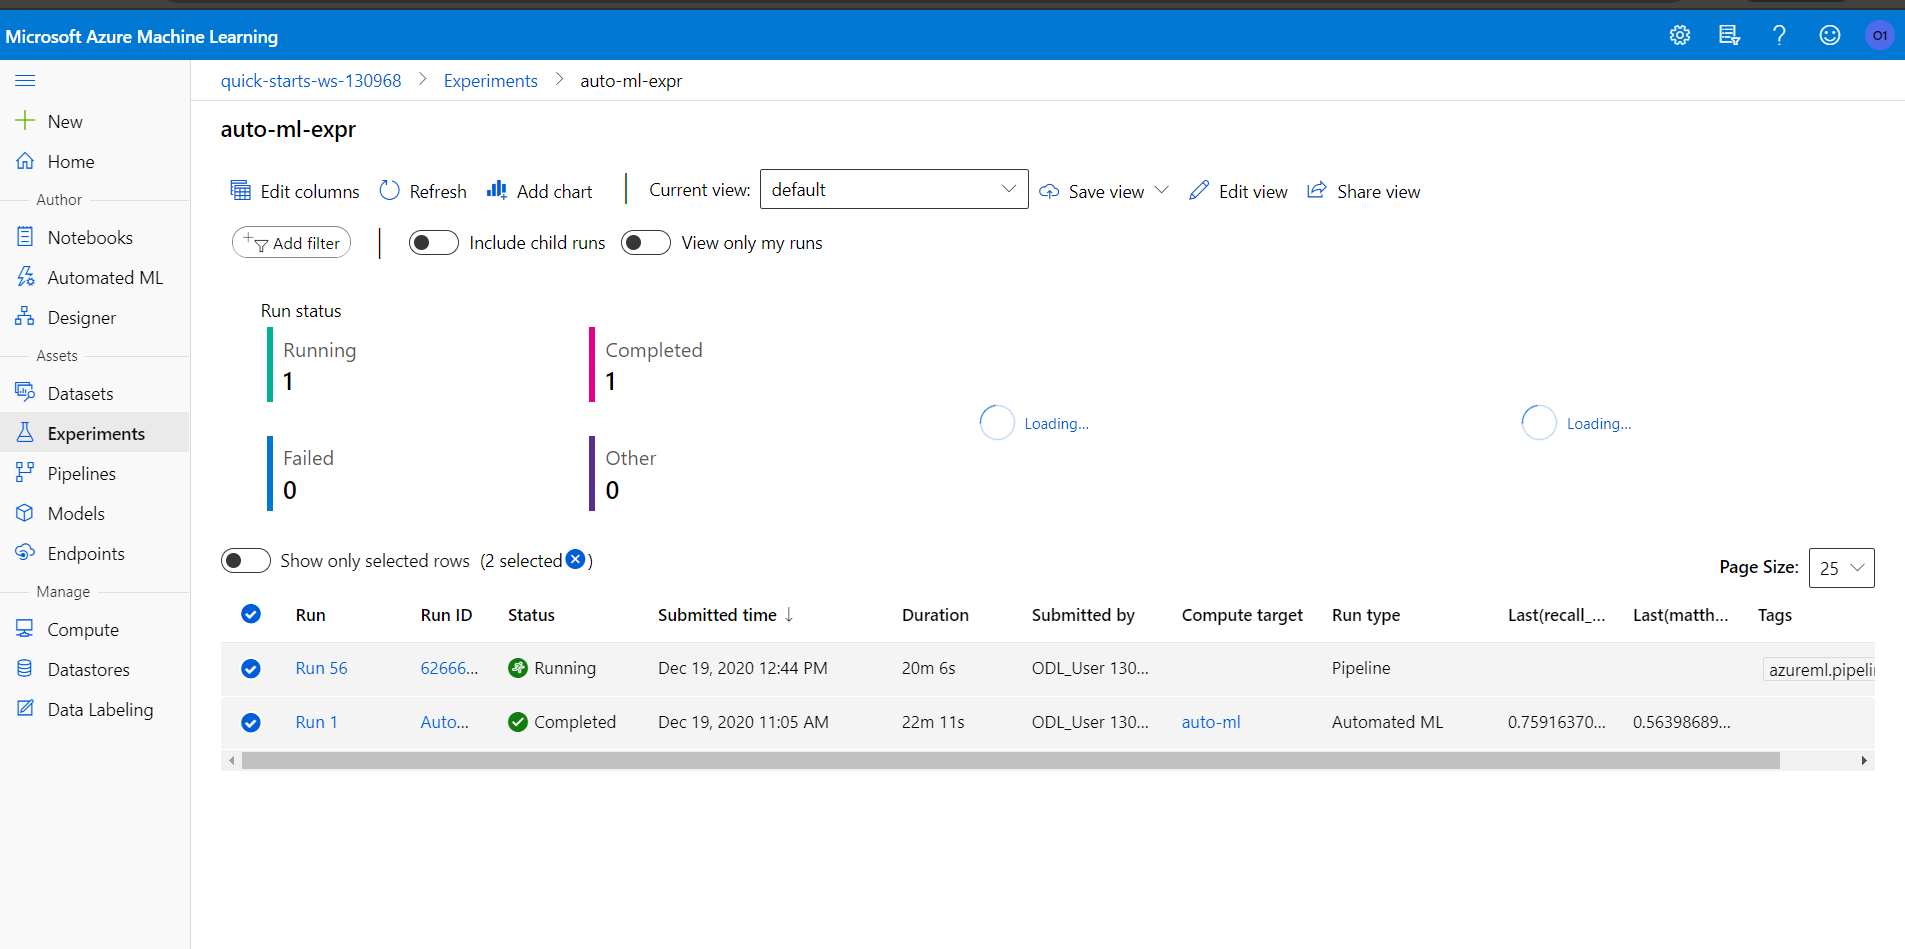 Microsoft Azure Machine Learning
O1
quick-starts-ws-130968 > Experiments > auto-ml-expr
New
Home
Author
Notebooks
Automated ML
Designer
Assets
Datasets
Experiments
Pipelines
Models
Endpoints
Manage
Compute
Datastores
Data Labeling
auto-ml-expr
Edit columns Refresh Add chart Current view: default Save view Edit view Share view
Add filter Include child runs View only my runs
Run status
Running
1
Completed
1
Failed
0
Other
0
Loading...
Loading...
Show only selected rows (2 selected )
Page Size: 25
Run Run ID Status Submitted time ↓ Duration Submitted by Compute target Run type Last(recall_... Last(matth... Tags
Run 56 62666... Running Dec 19, 2020 12:44 PM 20m 6s ODL_User 130... Pipeline azureml.pipelin
Run 1 Auto... Completed Dec 19, 2020 11:05 AM 22m 11s ODL_User 130... auto-ml Automated ML 0.75916370... 0.56398689...